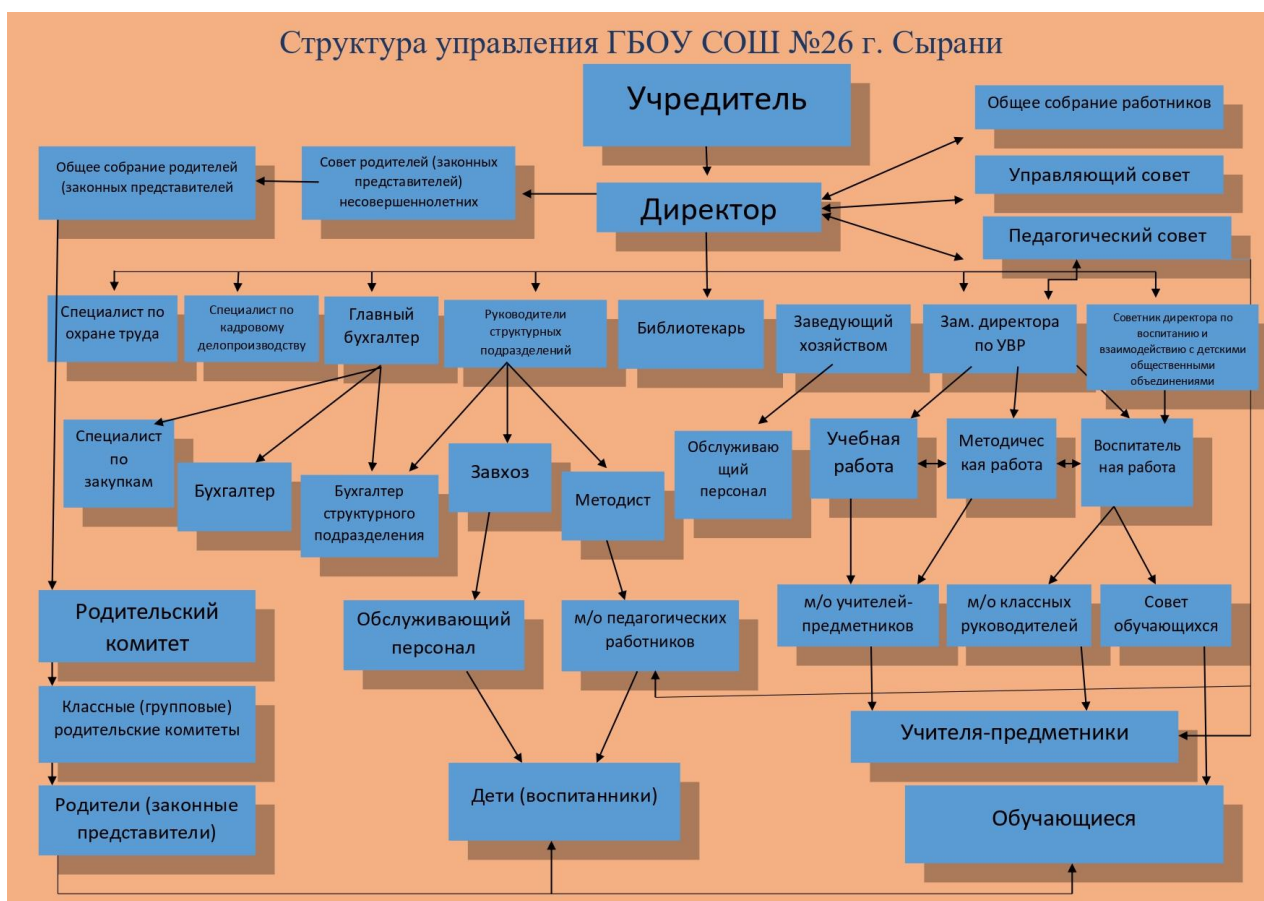 Структура управления ГБОУ СОШ №26 г. Сырани
Учредитель
Общее собрание работников
Общее собрание родителей
(законных представителей
Совет родителей (законных
представителей)
несовершеннолетних
Управляющий совет
Директор
Педагогический совет
Специалист по
охране труда
Специалист по
кадровому
делопроизводству
Главный
бухгалтер
Руководители
структурных
подразделений
Библиотекарь
Заведующий
хозяйством
Зам. директора
по УВР
Советник директора по
воспитанию и
взаимодействию с детскими
общественными
объединениями
Специалист
по
закупкам
Бухгалтер
Бухгалтер
структурного
подразделения
Завхоз
Методист
Обслуживаю
щий
персонал
Учебная
работа
Методичес
кая работа
Воспитатель
ная работа
Родительский
комитет
Обслуживающий
персонал
м/о педагогических
работников
м/о учителей-
предметников
м/о классных
руководителей
Совет
обучающихся
Классные (групповые)
родительские комитеты
Учителя-предметники
Родители (законные
представители)
Дети (воспитанники)
Обучающиеся